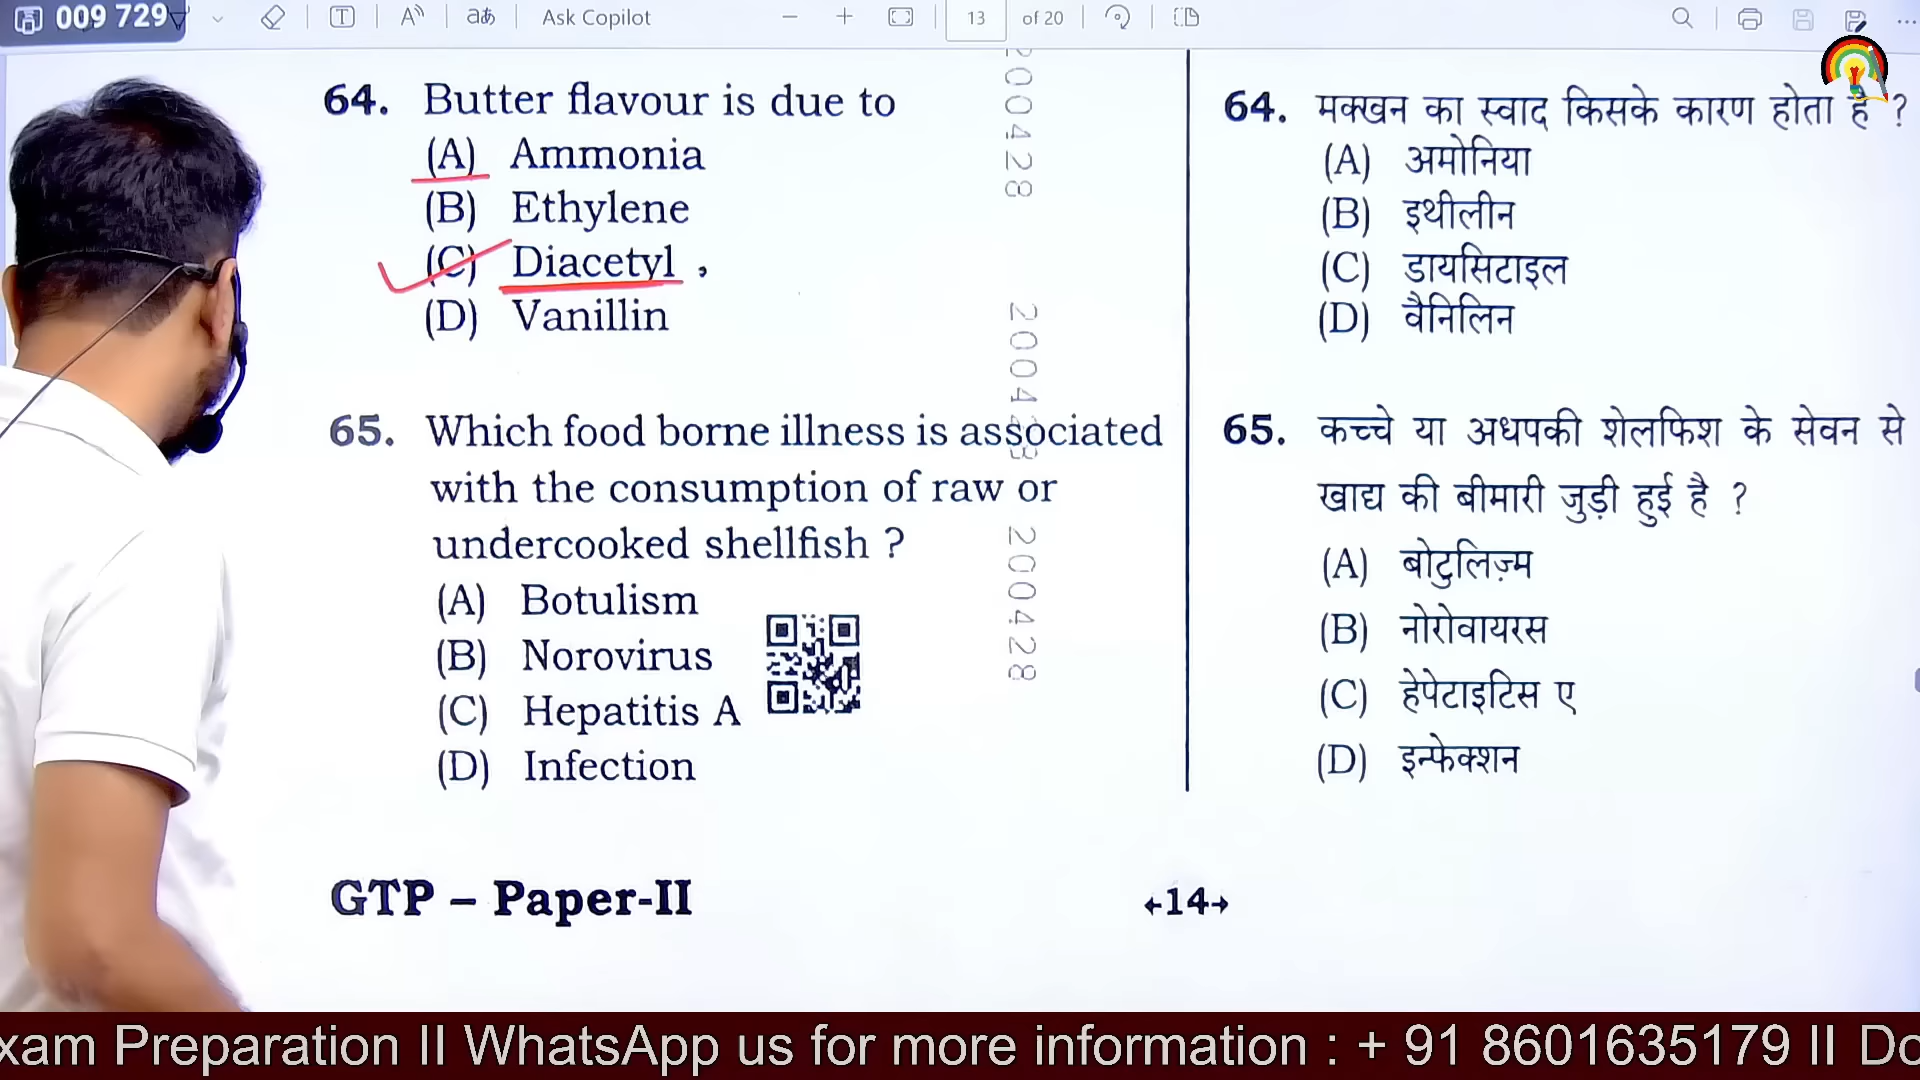 009 729
Ask Copilot
13 of 20
64. Butter flavour is due to
(A) Ammonia
(B) Ethylene
(C) Diacetyl
(D) Vanillin
65. Which food borne illness is associated
with the consumption of raw or
undercooked shellfish ?
(A) Botulism
(B) Norovirus
(C) Hepatitis A
(D) Infection
200428
200428
200428
64. मक्खन का स्वाद किसके कारण होता है ?
(A) अमोनिया
(B) इथीलीन
(C) डायसिटाइल
(D) वैनिलिन
65. कच्चे या अधपकी शेलफिश के सेवन से
खाद्य की बीमारी जुड़ी हुई है ?
(A) बोटुलिज़्म
(B) नोरोवायरस
(C) हेपेटाइटिस ए
(D) इन्फेक्शन
GTP – Paper-II
←14→
xam Preparation II WhatsApp us for more information : + 91 8601635179 II Do